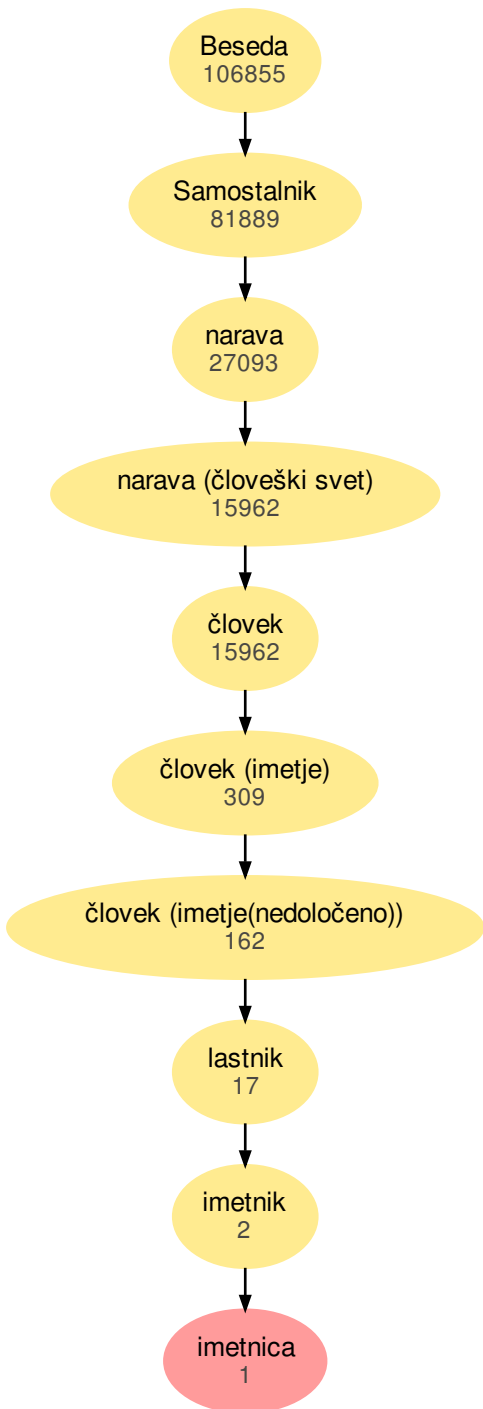 Beseda
106855
Samostalnik
81889
narava
27093
narava (človeški svet)
15962
človek
15962
človek (imetje)
309
človek (imetje(nedoločeno))
162
lastnik
17
imetnik
2
imetnica
1